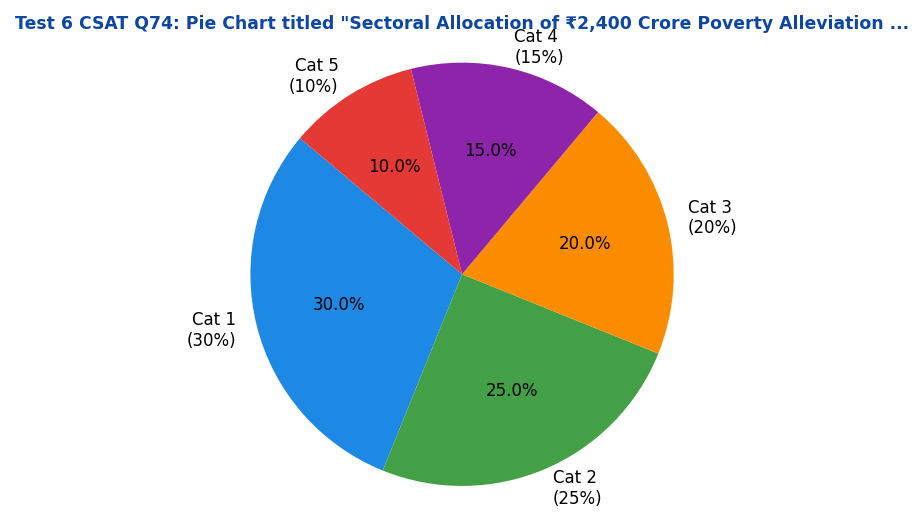 Test 6 CSAT Q74: Pie Chart titled "Sectoral Allocation of ₹2,400 Crore Poverty Alleviation ...
Cat 4
(15%)
Cat 5
(10%)
15.0%
10.0%
Cat 3
(20%)
20.0%
30.0%
Cat 1
(30%)
25.0%
Cat 2
(25%)